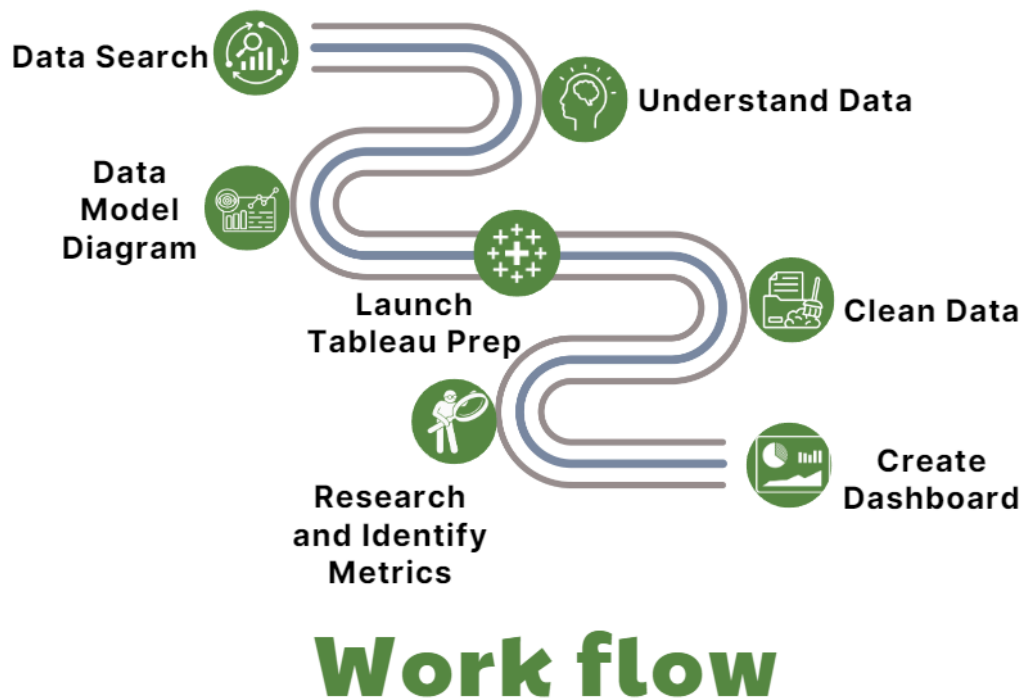 Data Search
Understand Data
Data
Model
Diagram
Launch
Tableau Prep
Clean Data
Research
and Identify
Metrics
Create
Dashboard
Work flow